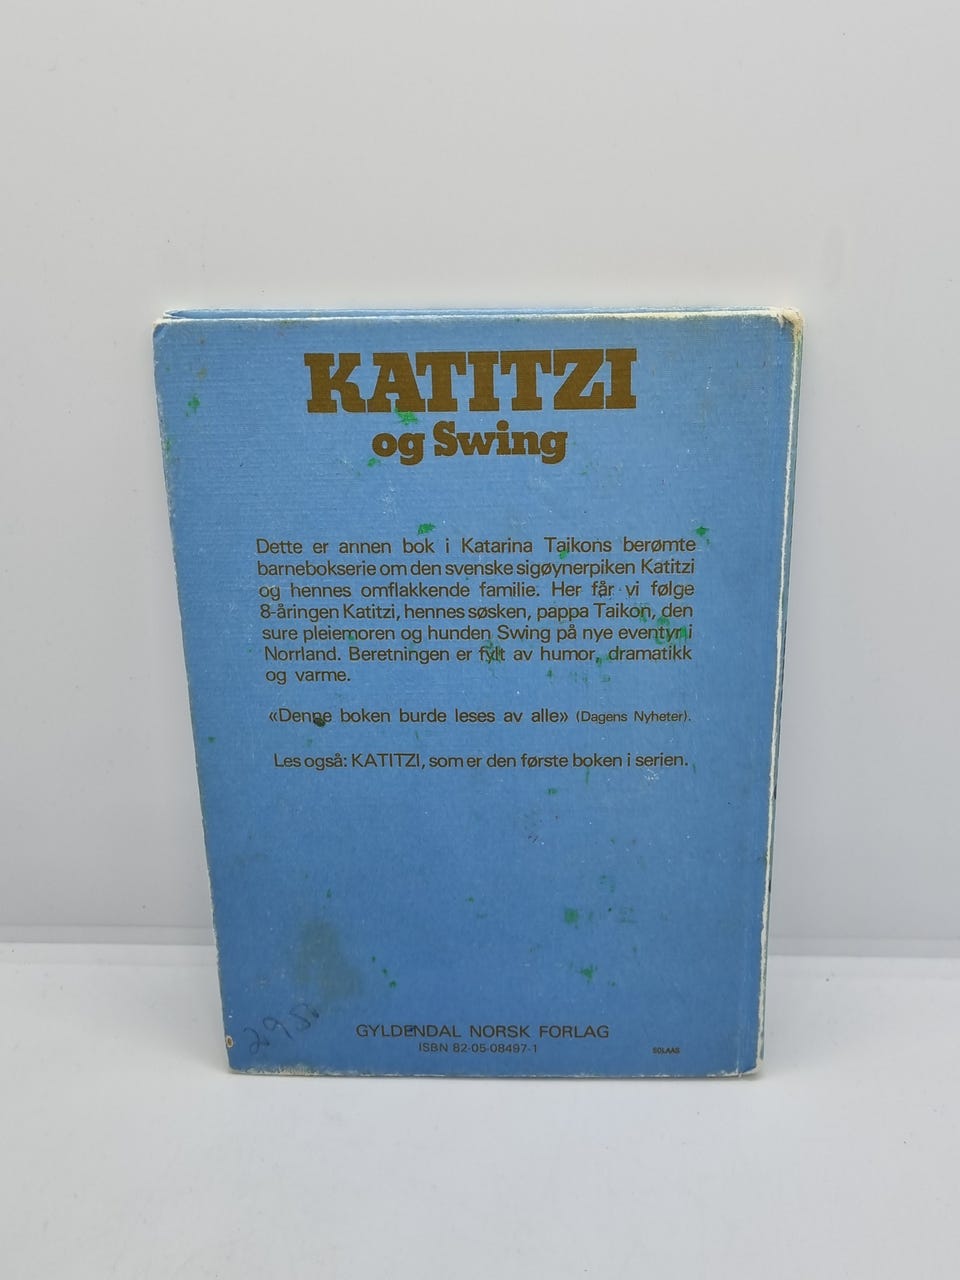 KATITZI
og Swing
Dette er annen bok i Katarina Taikons berømte
barnebokserie om den svenske sigøynerpiken Katitzi
og hennes omflakkende familie. Her får vi følge
8-åringen Katitzi, hennes søsken, pappa Taikon, den
sure pleiemoren og hunden Swing på nye eventyr i
Norrland. Beretningen er fylt av humor, dramatikk
og varme.
«Denne boken burde leses av alle» (Dagens Nyheter).
Les også: KATITZI, som er den første boken i serien.
GYLDENDAL NORSK FORLAG
ISBN 82-05-08497-1